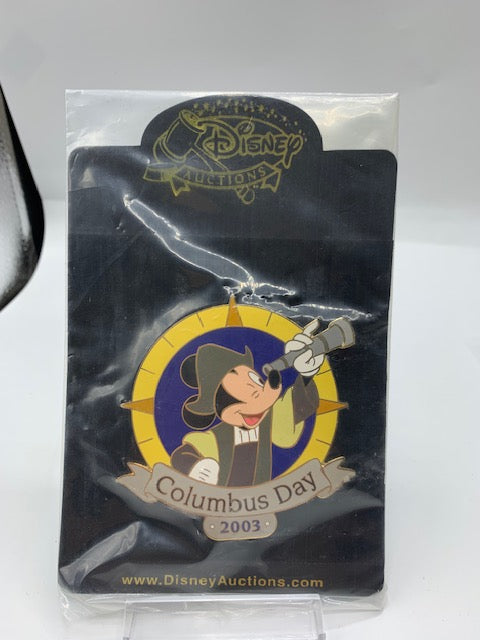 Disney
AUCTIONS
Columbus Day
· 2003 ·
www.DisneyAuctions.com